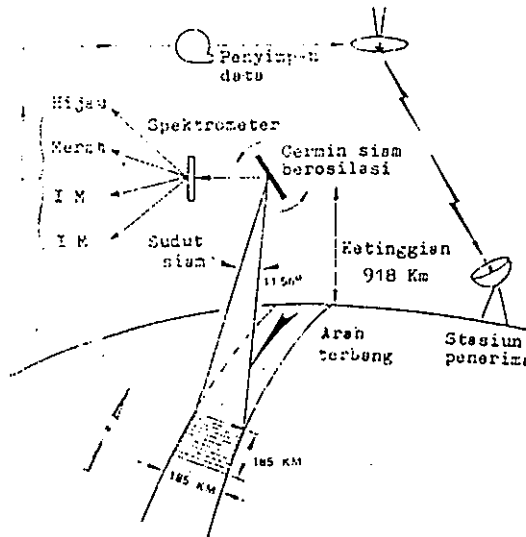 Penyimpan
data
Hijau
Merah
I M
I M
Spektrometer
Cermin siam
berosilasi
Sudut
siam
11.56°
Ketinggian
918 Km
Arah
terbang
Stasiun
penerima
185 KM
185 KM